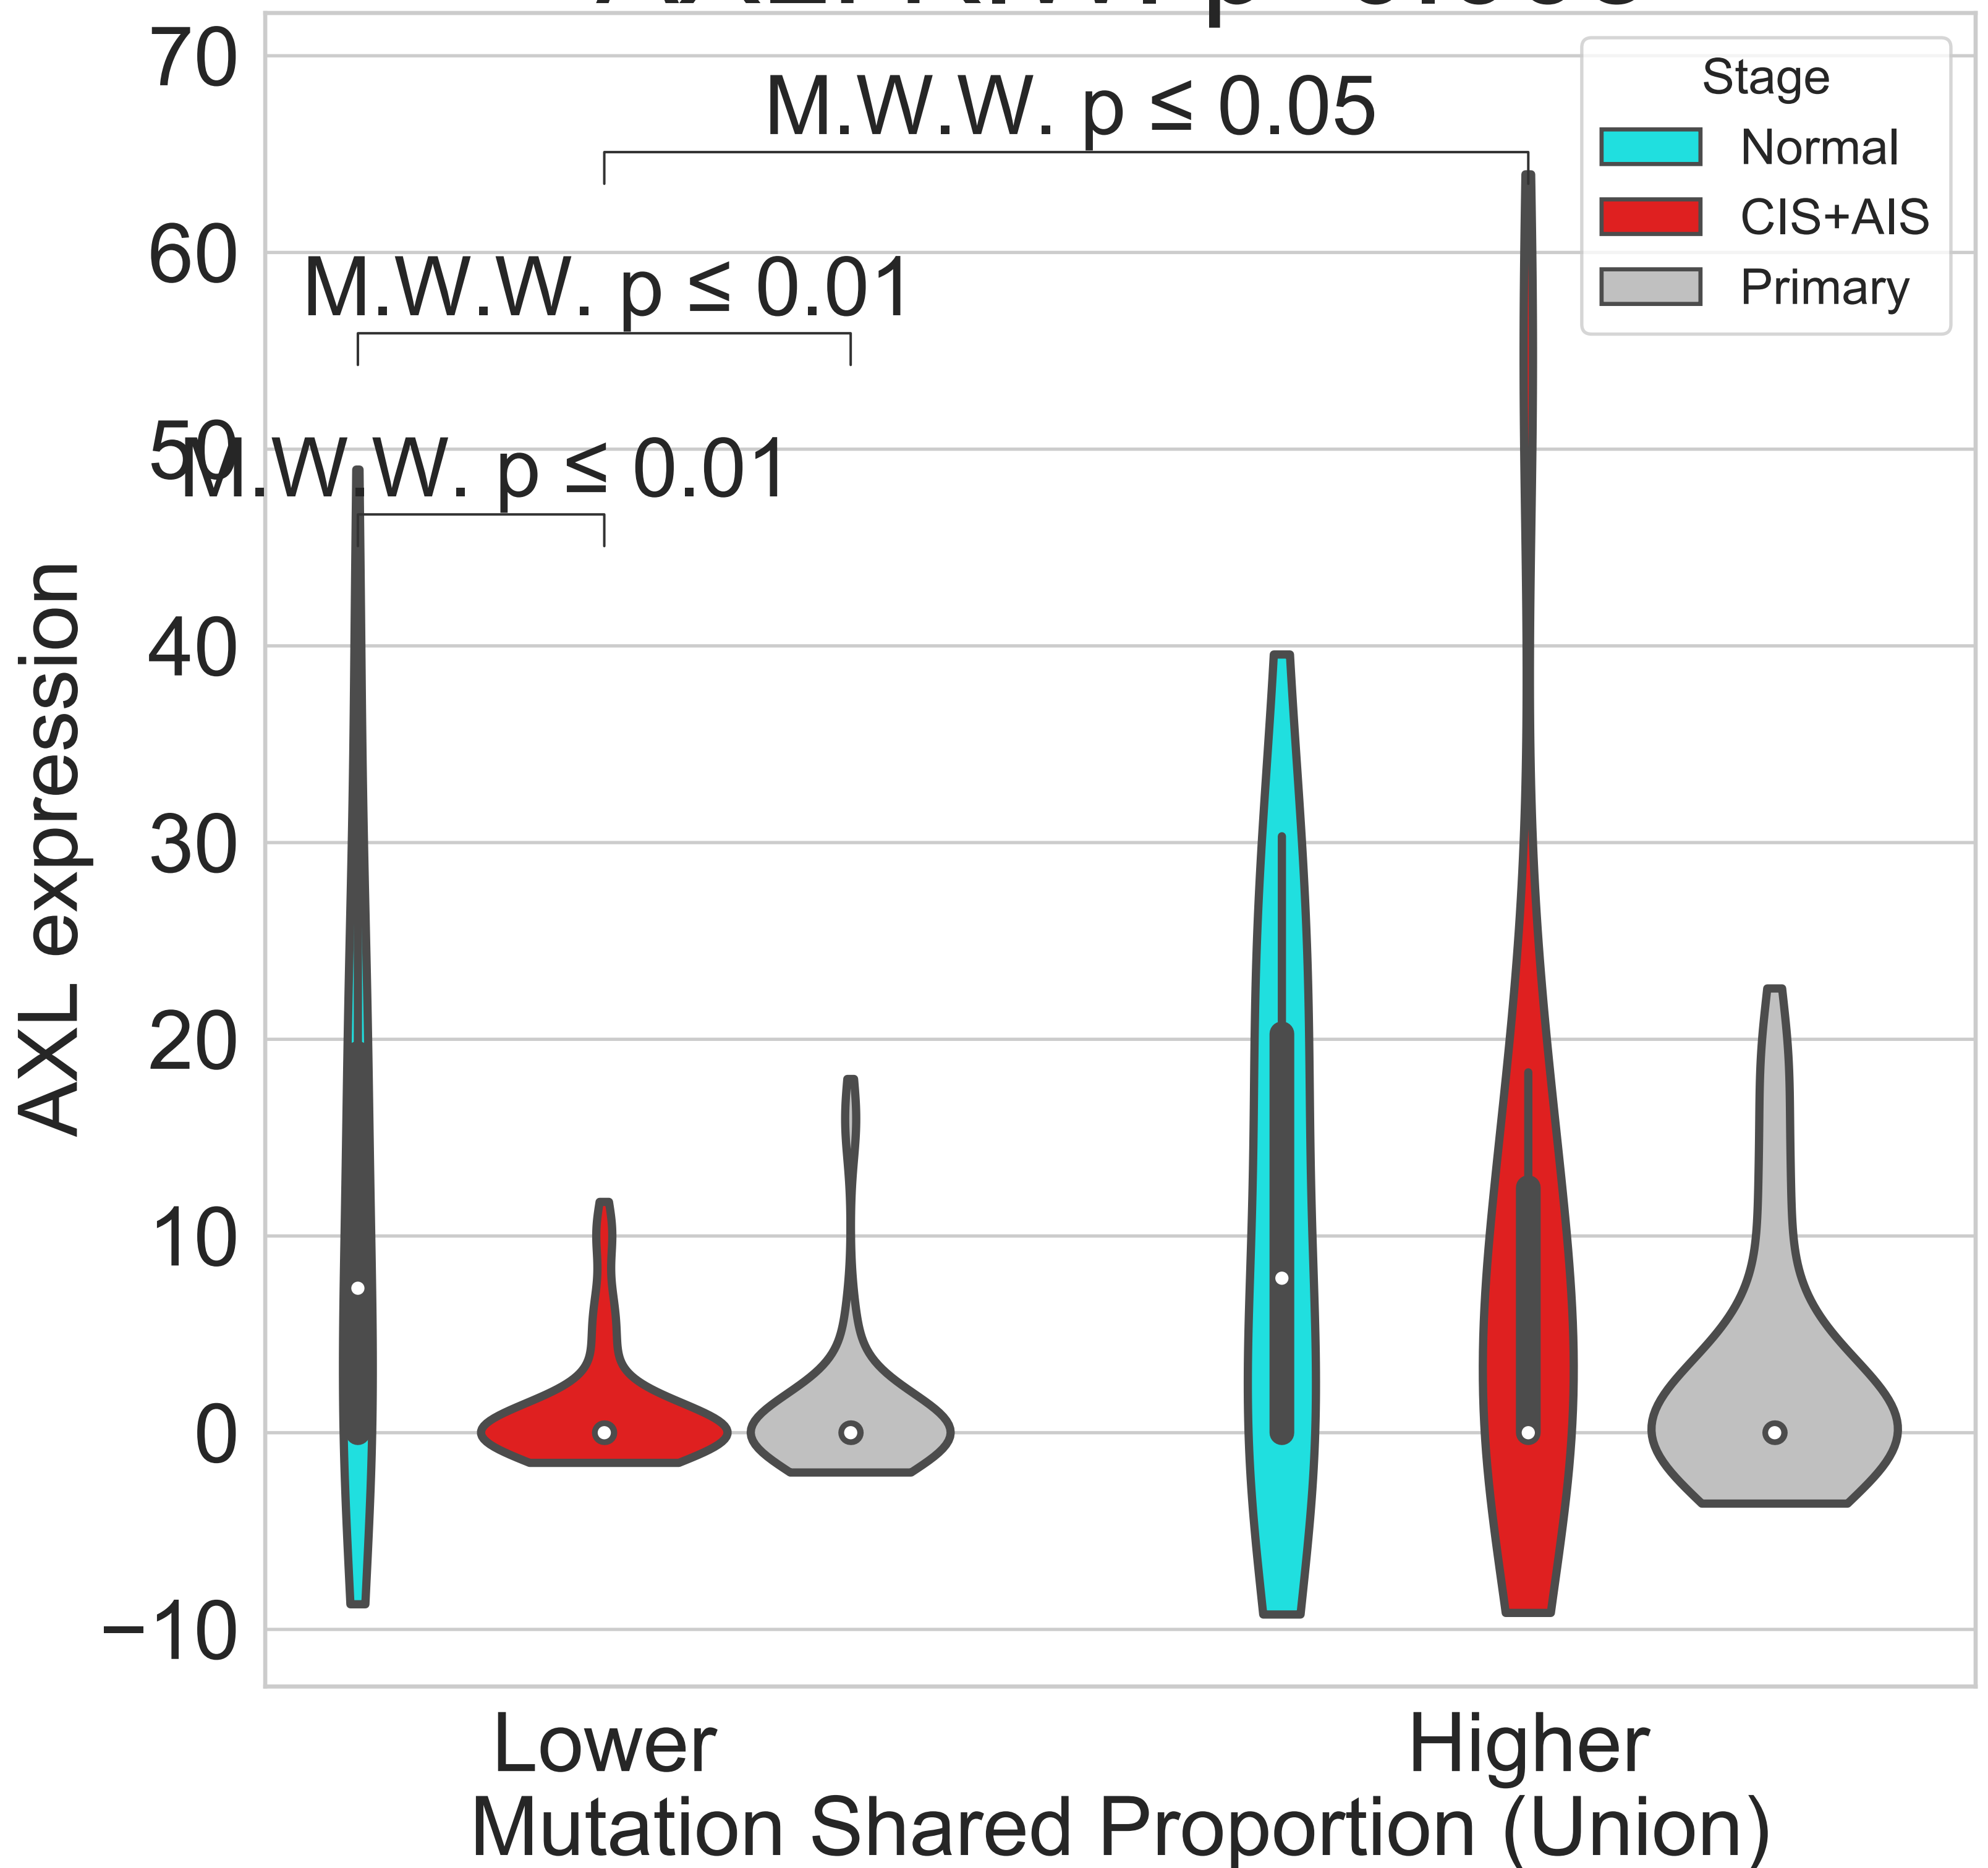 70
60
50
40
30
20
10
0
−10
AXL expression
M.W.W. p ≤ 0.05
M.W.W. p ≤ 0.01
M.W.W. p ≤ 0.01
Stage
Normal
CIS+AIS
Primary
Lower
Higher
Mutation Shared Proportion (Union)